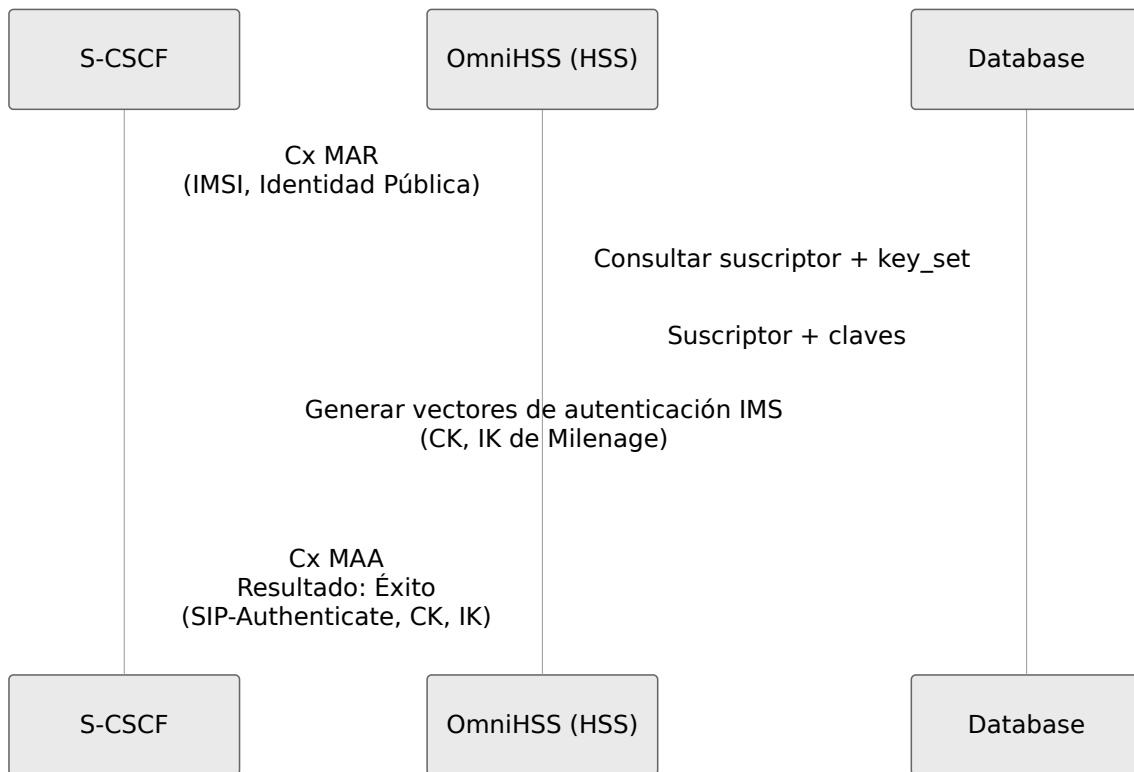 S-CSCF
OmniHSS (HSS)
Database
Cx MAR
(IMSI, Identidad Pública)
Consultar suscriptor + key_set
Suscriptor + claves
Generar vectores de autenticación IMS
(CK, IK de Milenage)
Cx MAA
Resultado: Éxito
(SIP-Authenticate, CK, IK)
S-CSCF
OmniHSS (HSS)
Database